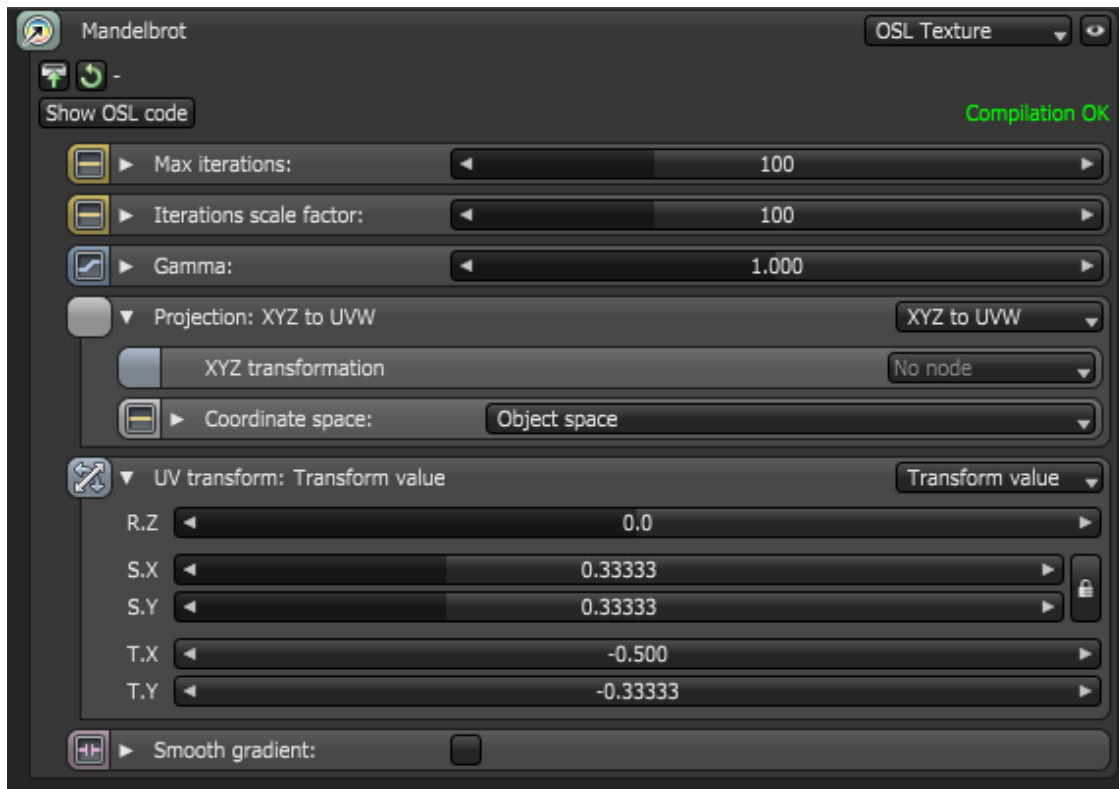 Mandelbrot OSL Texture
-
Show OSL code Compilation OK
Max iterations: 100
Iterations scale factor: 100
Gamma: 1.000
Projection: XYZ to UVW XYZ to UVW
XYZ transformation No node
Coordinate space: Object space
UV transform: Transform value Transform value
R.Z 0.0
S.X 0.33333
S.Y 0.33333
T.X -0.500
T.Y -0.33333
Smooth gradient: